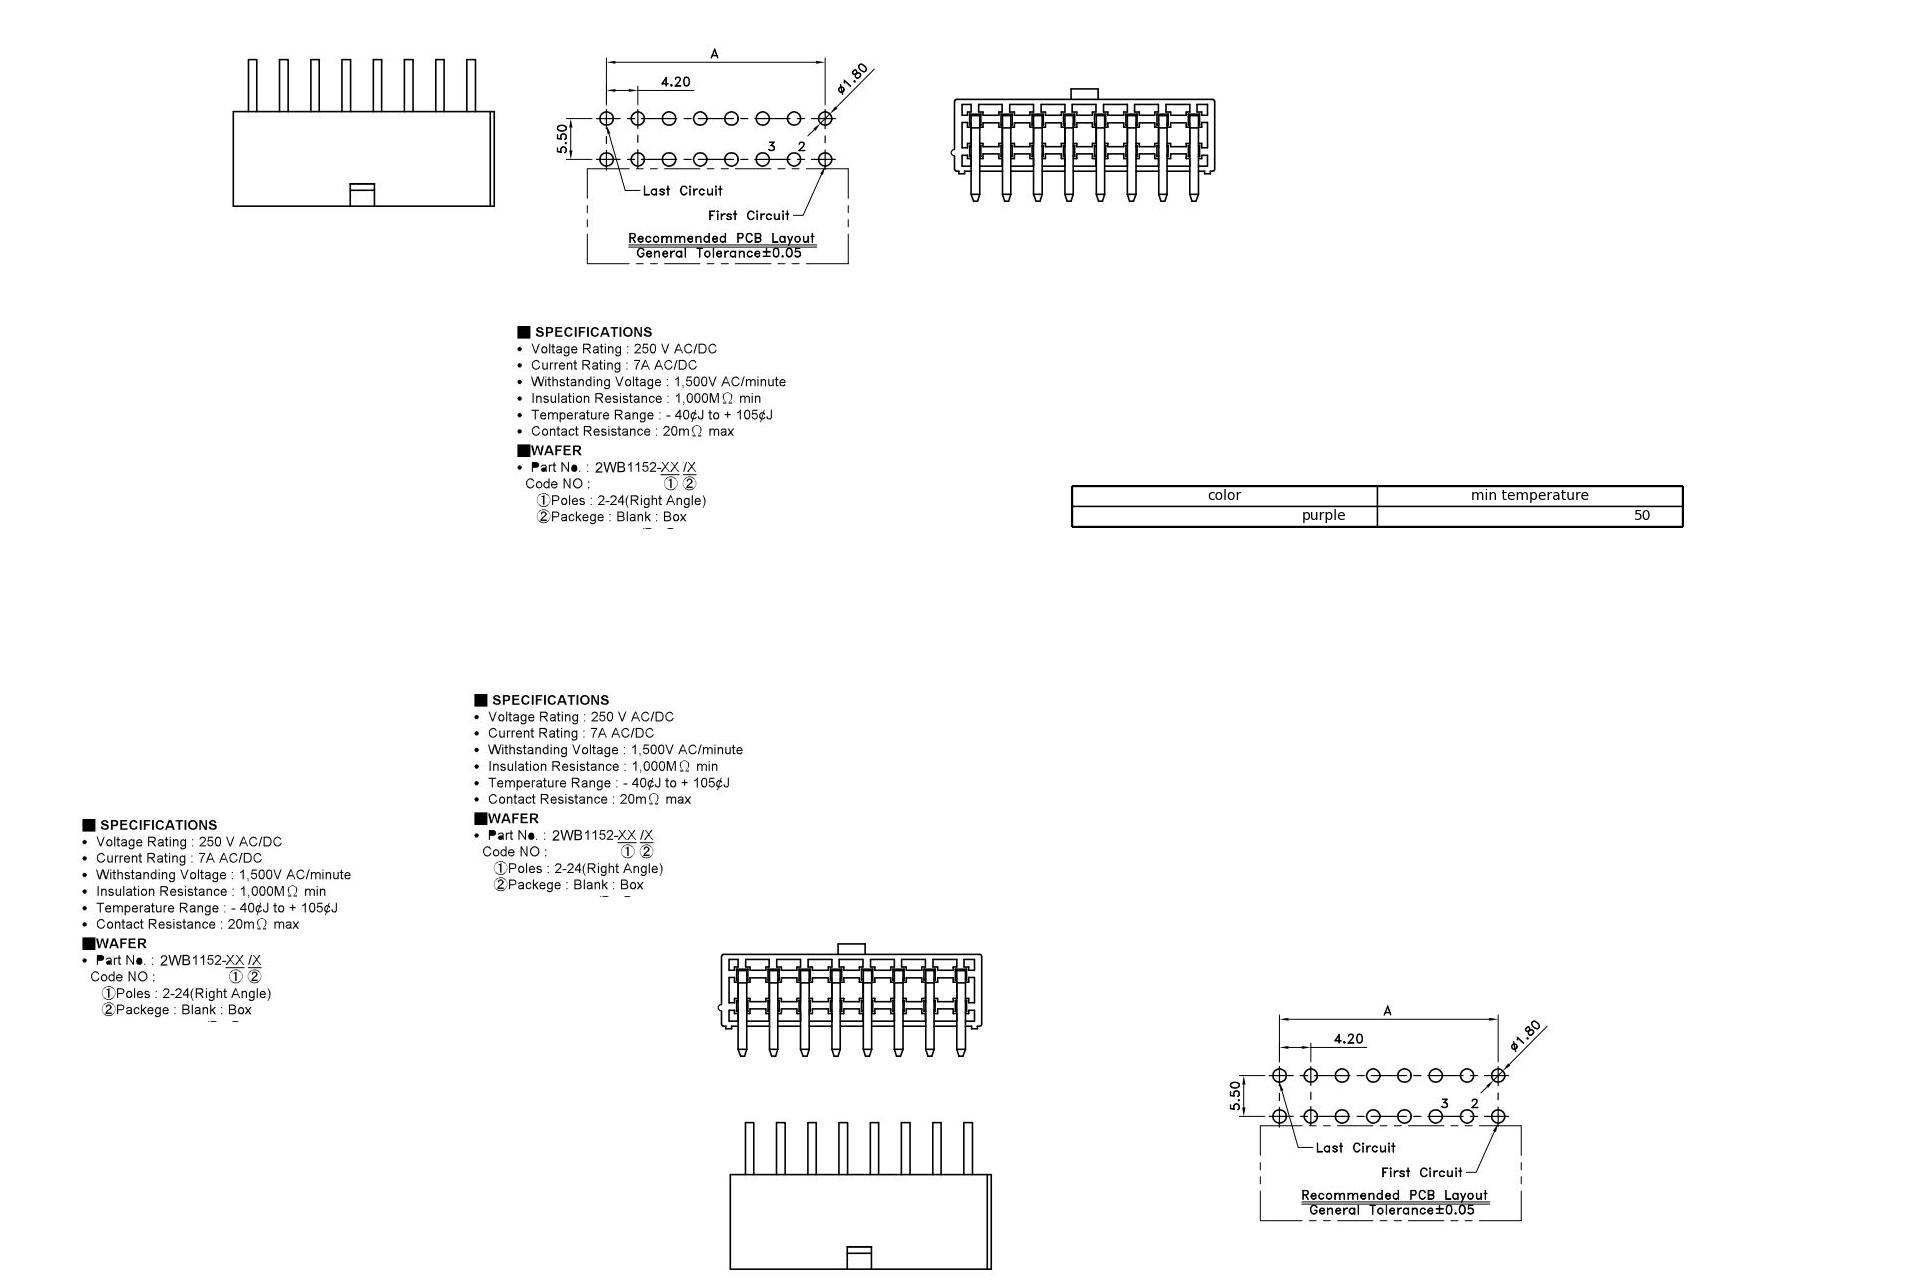 A
4.20
ø1.80
5.50
3 2
Last Circuit
First Circuit
Recommended PCB Layout
General Tolerance±0.05
■ SPECIFICATIONS
• Voltage Rating : 250 V AC/DC
• Current Rating : 7A AC/DC
• Withstanding Voltage : 1,500V AC/minute
• Insulation Resistance : 1,000MΩ min
• Temperature Range : - 40¢J to + 105¢J
• Contact Resistance : 20mΩ max
■WAFER
• Part No. : 2WB1152-XX /X
Code NO : ① ②
①Poles : 2-24(Right Angle)
②Packege : Blank : Box
color min temperature
purple 50
■ SPECIFICATIONS
• Voltage Rating : 250 V AC/DC
• Current Rating : 7A AC/DC
• Withstanding Voltage : 1,500V AC/minute
• Insulation Resistance : 1,000MΩ min
• Temperature Range : - 40¢J to + 105¢J
• Contact Resistance : 20mΩ max
■WAFER
• Part No. : 2WB1152-XX /X
Code NO : ① ②
①Poles : 2-24(Right Angle)
②Packege : Blank : Box
■ SPECIFICATIONS
• Voltage Rating : 250 V AC/DC
• Current Rating : 7A AC/DC
• Withstanding Voltage : 1,500V AC/minute
• Insulation Resistance : 1,000MΩ min
• Temperature Range : - 40¢J to + 105¢J
• Contact Resistance : 20mΩ max
■WAFER
• Part No. : 2WB1152-XX /X
Code NO : ① ②
①Poles : 2-24(Right Angle)
②Packege : Blank : Box
A
4.20
ø1.80
5.50
3 2
Last Circuit
First Circuit
Recommended PCB Layout
General Tolerance±0.05